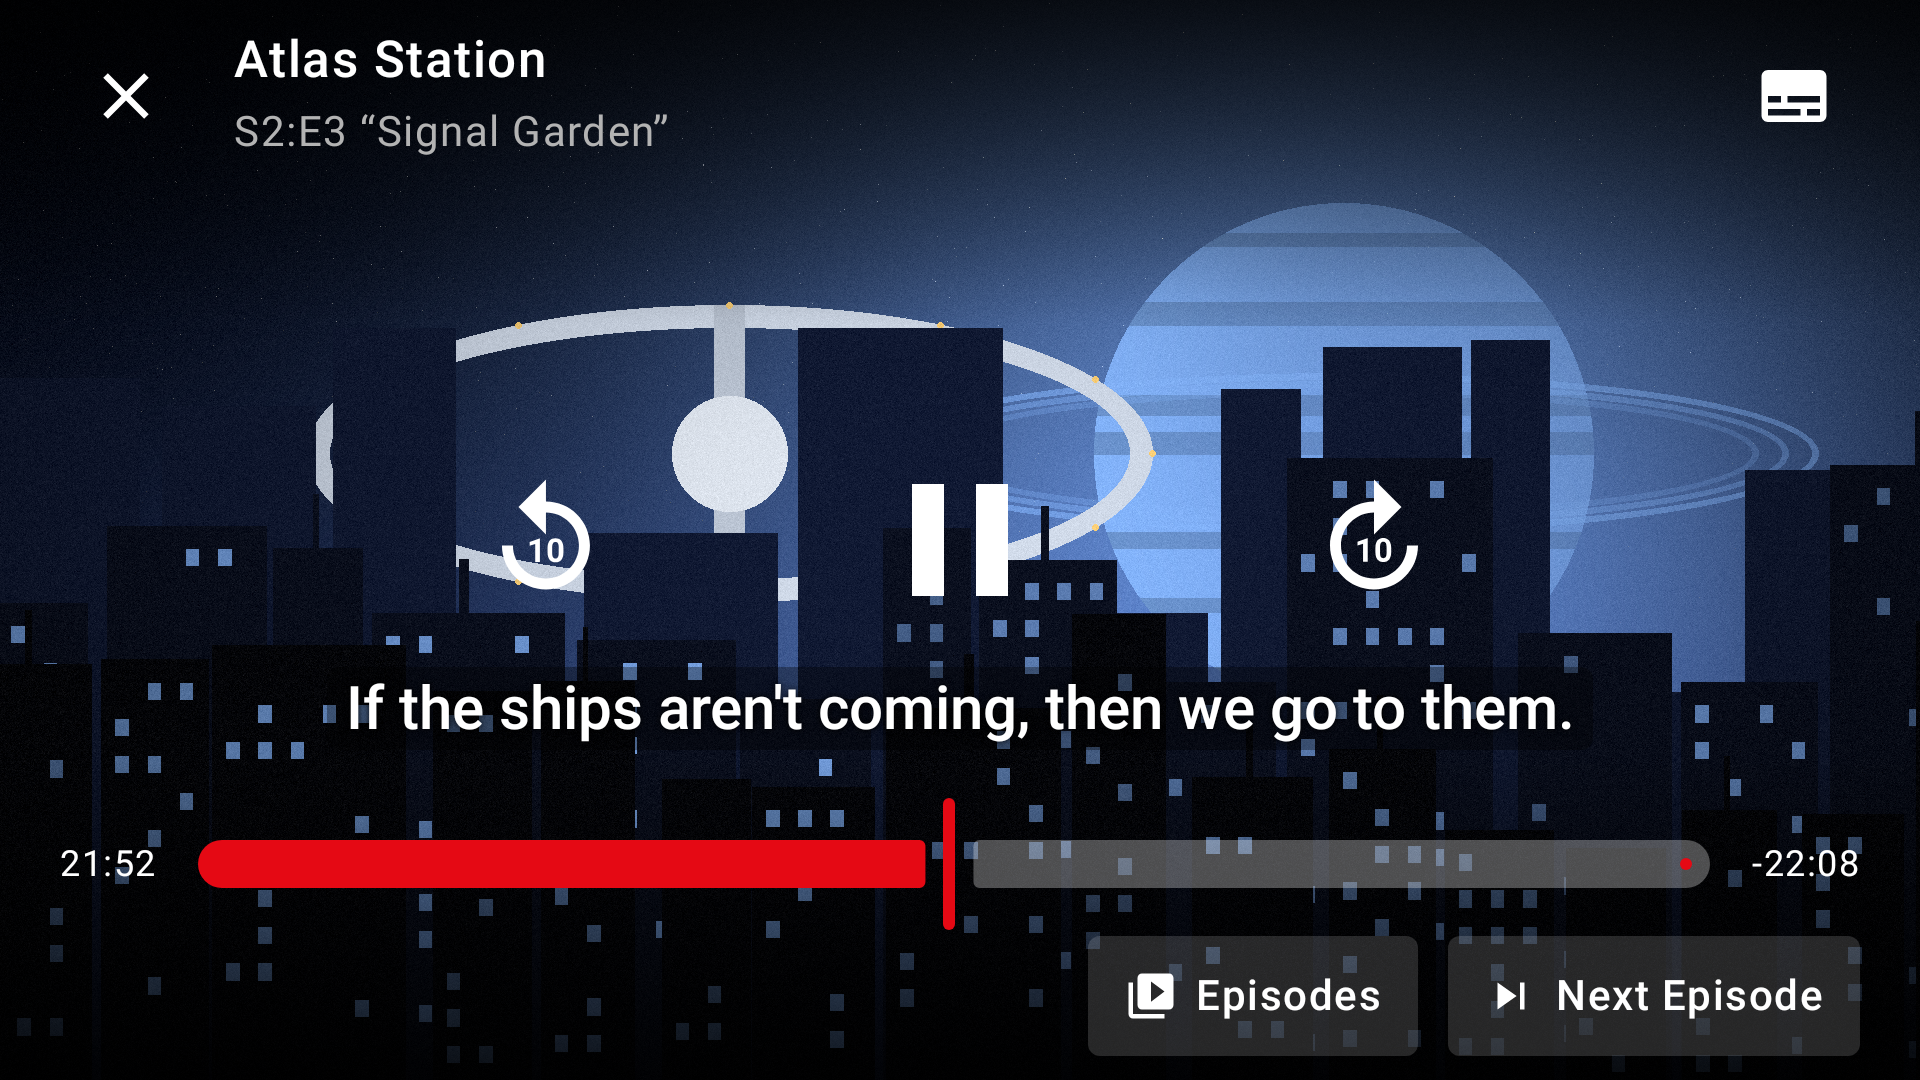 Atlas Station
S2:E3 “Signal Garden”
10
10
If the ships aren't coming, then we go to them.
21:52
-22:08
Episodes
Next Episode